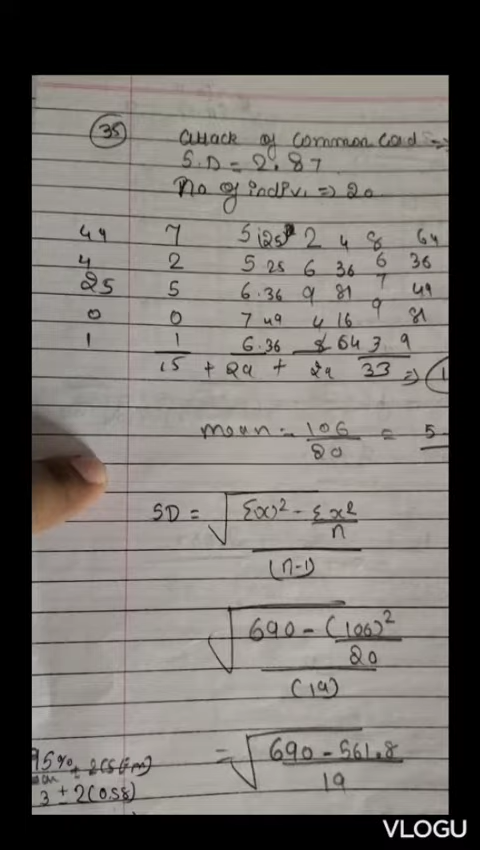 35
attack of common cold =>
S.D = 2.87
No of indivi. => 20
49 7 5 (25) 2 4 8 64
4 2 5 25 6 36 6 36
25 5 6.36 9 81 7 49
0 0 7 49 4 16 9 81
1 1 6.36 8 64 3 9
15 + 29 + 29 33 => (1
mean = 106/20 = 5.
SD = √ Σ(x)² - Σx²/n
(n-1)
√ 690 - (106)²/20
(19)
= √ 690 - 561.8
19
95% ± 2(SEm)
3 ± 2(0.58)
VLOGU